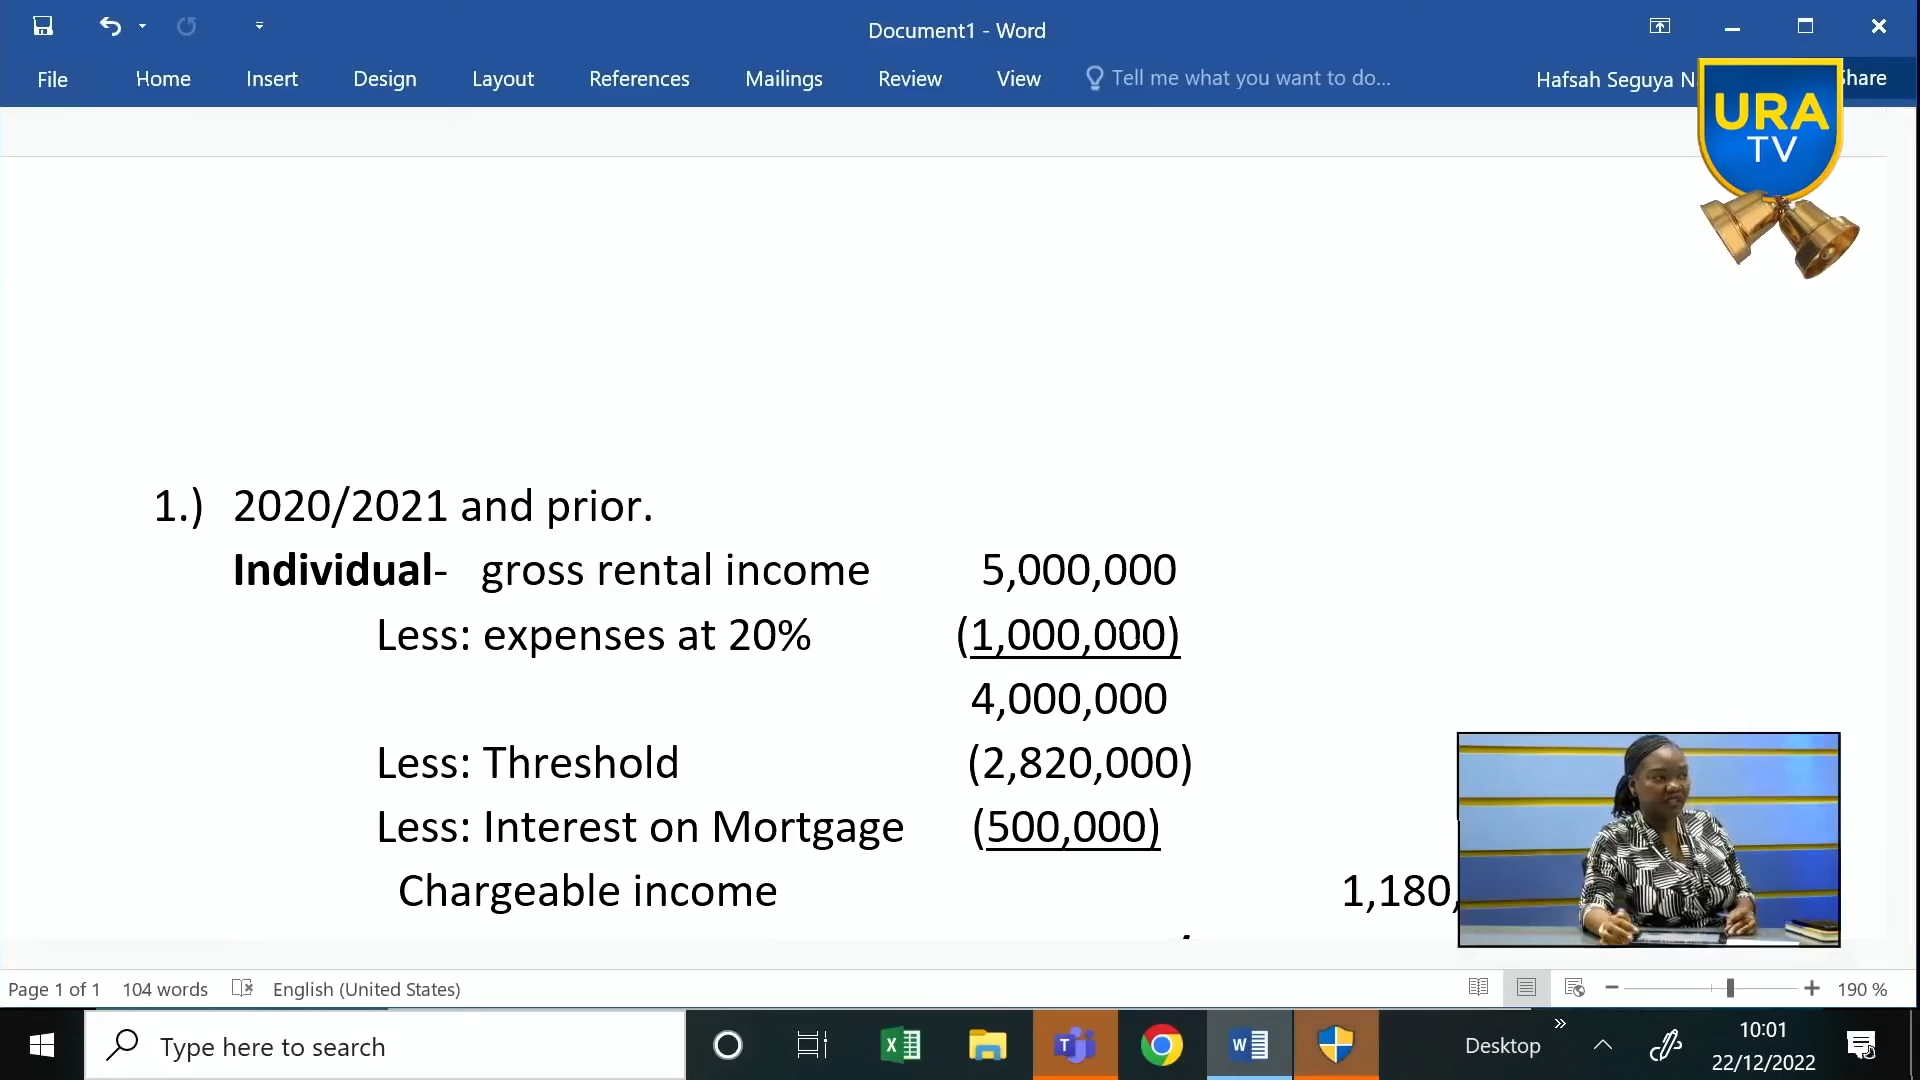 Document1 - Word
File Home Insert Design Layout References Mailings Review View Tell me what you want to do... Hafsah Seguya N Share
URA
TV
1.) 2020/2021 and prior.
Individual- gross rental income 5,000,000
Less: expenses at 20% (1,000,000)
4,000,000
Less: Threshold (2,820,000)
Less: Interest on Mortgage (500,000)
Chargeable income 1,180,
Page 1 of 1 104 words English (United States) 190 %
Type here to search Desktop 10:01
22/12/2022